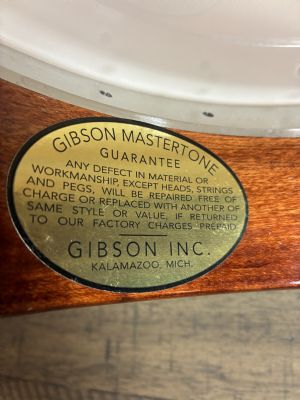 GIBSON MASTERTONE
GUARANTEE
ANY DEFECT IN MATERIAL OR
WORKMANSHIP, EXCEPT HEADS, STRINGS
AND PEGS, WILL BE REPAIRED FREE OF
CHARGE OR REPLACED WITH ANOTHER OF
SAME STYLE OR VALUE, IF RETURNED
TO OUR FACTORY CHARGES PREPAID
GIBSON INC.
KALAMAZOO, MICH.